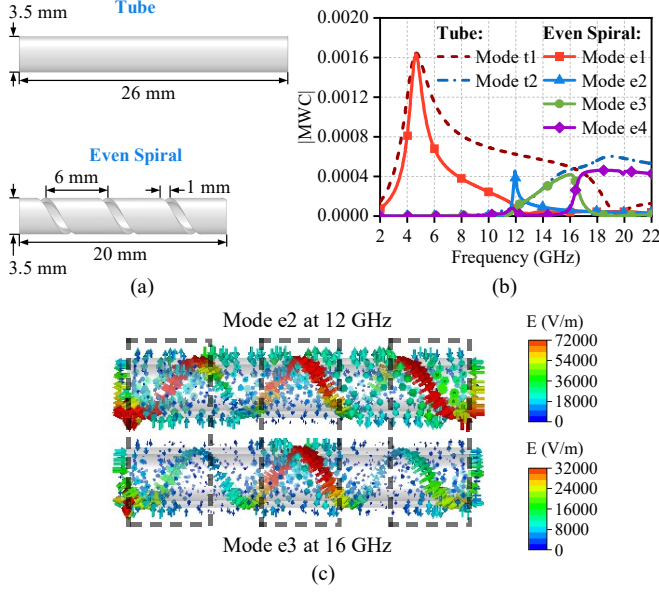 Tube
3.5 mm
26 mm
Even Spiral
6 mm
1 mm
20 mm
3.5 mm
(a)
|MWC|
0.0020
0.0016
0.0012
0.0008
0.0004
0.0000
Tube:
Mode t1
Mode t2
Even Spiral:
Mode e1
Mode e2
Mode e3
Mode e4
2 4 6 8 10 12 14 16 18 20 22
Frequency (GHz)
(b)
Mode e2 at 12 GHz
E (V/m)
72000
54000
36000
18000
0
E (V/m)
32000
24000
16000
8000
0
Mode e3 at 16 GHz
(c)